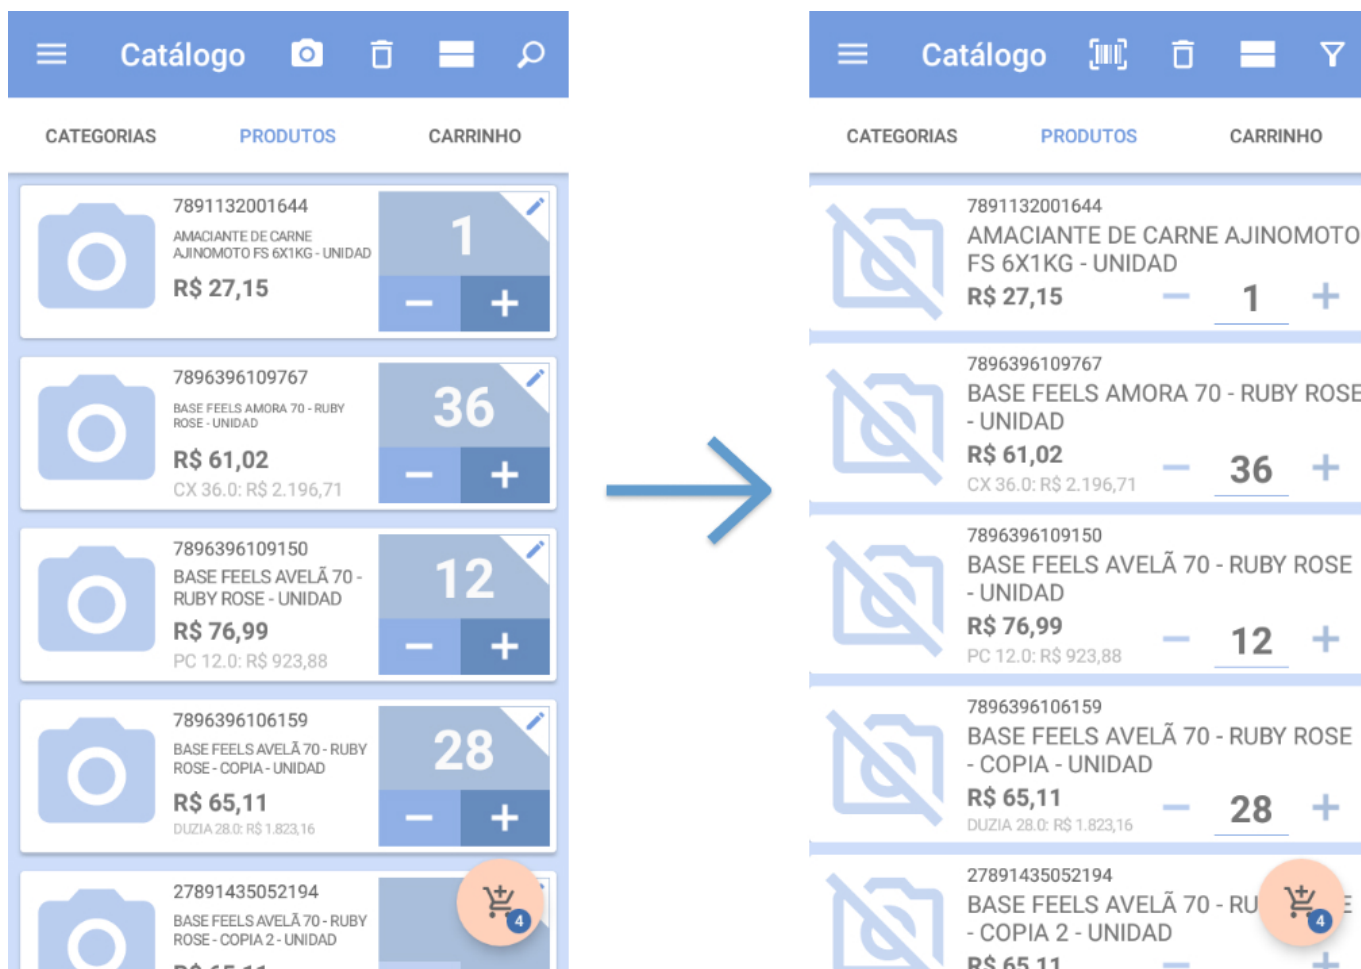 Catálogo
CATEGORIAS PRODUTOS CARRINHO
7891132001644
AMACIANTE DE CARNE
AJINOMOTO FS 6X1KG - UNIDAD
R$ 27,15
1
− +
7896396109767
BASE FEELS AMORA 70 - RUBY
ROSE - UNIDAD
R$ 61,02
CX 36.0: R$ 2.196,71
36
− +
7896396109150
BASE FEELS AVELÃ 70 -
RUBY ROSE - UNIDAD
R$ 76,99
PC 12.0: R$ 923,88
12
− +
7896396106159
BASE FEELS AVELÃ 70 - RUBY
ROSE - COPIA - UNIDAD
R$ 65,11
DUZIA 28.0: R$ 1.823,16
28
− +
27891435052194
BASE FEELS AVELÃ 70 - RUBY
ROSE - COPIA 2 - UNIDAD
R$ 65,11
4
Catálogo
CATEGORIAS PRODUTOS CARRINHO
7891132001644
AMACIANTE DE CARNE AJINOMOTO
FS 6X1KG - UNIDAD
R$ 27,15 − 1 +
7896396109767
BASE FEELS AMORA 70 - RUBY ROSE
- UNIDAD
R$ 61,02
CX 36.0: R$ 2.196,71
− 36 +
7896396109150
BASE FEELS AVELÃ 70 - RUBY ROSE
- UNIDAD
R$ 76,99
PC 12.0: R$ 923,88
− 12 +
7896396106159
BASE FEELS AVELÃ 70 - RUBY ROSE
- COPIA - UNIDAD
R$ 65,11
DUZIA 28.0: R$ 1.823,16
− 28 +
27891435052194
BASE FEELS AVELÃ 70 - RU E
- COPIA 2 - UNIDAD
R$ 65,11 − +
4